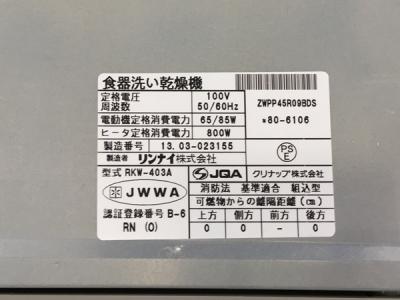 食器洗い乾燥機
定格電圧 100V
周波数 50/60Hz
電動機定格消費電力 65/85W
ヒータ定格消費電力 800W
製造番号 13.03-023155
製造者 リンナイ株式会社
型式 RKW-403A
JWWA
認証登録番号 B-6
RN (O)
ZWPP45R09BDS
80-6106
PS
E
JQA クリナップ株式会社
消防法 基準適合 組込型
可燃物からの離隔距離(cm)
上方 側方 前方 後方
0 0 - 0